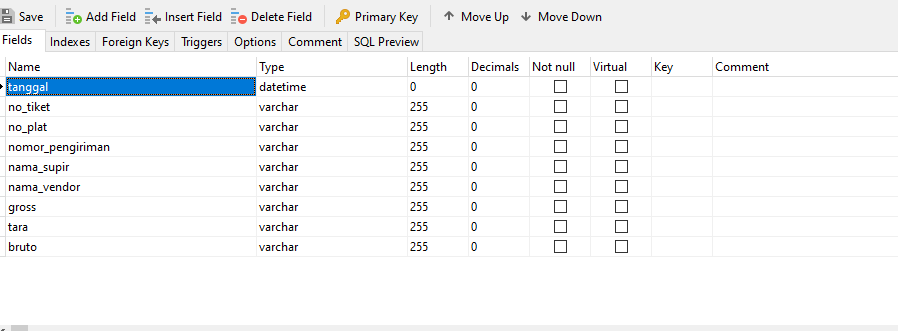 Save Add Field Insert Field Delete Field Primary Key Move Up Move Down
Fields Indexes Foreign Keys Triggers Options Comment SQL Preview
Name Type Length Decimals Not null Virtual Key Comment
tanggal datetime 0 0
no_tiket varchar 255 0
no_plat varchar 255 0
nomor_pengiriman varchar 255 0
nama_supir varchar 255 0
nama_vendor varchar 255 0
gross varchar 255 0
tara varchar 255 0
bruto varchar 255 0